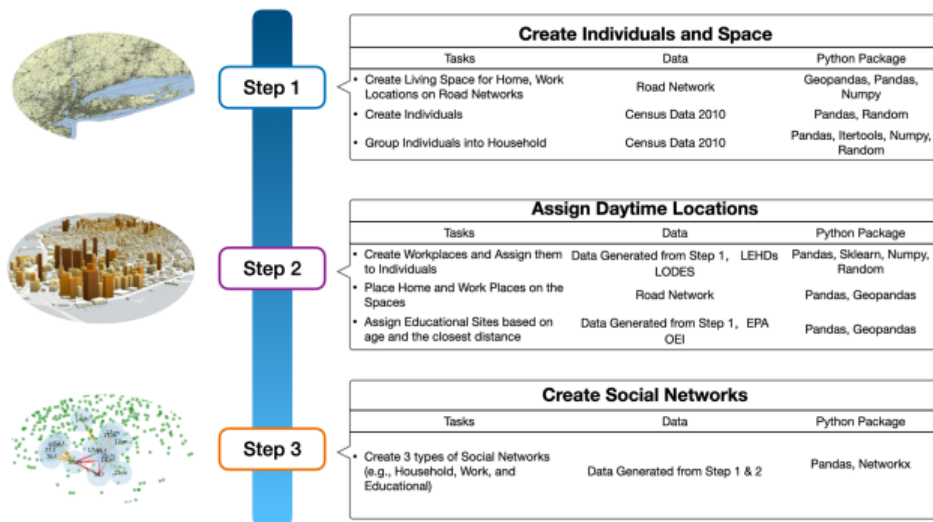 Create Individuals and Space
Tasks Data Python Package
Step 1
• Create Living Space for Home, Work
Locations on Road Networks
Road Network
Geopandas, Pandas,
Numpy
• Create Individuals
Census Data 2010
Pandas, Random
• Group Individuals into Household
Census Data 2010
Pandas, Itertools, Numpy,
Random
Assign Daytime Locations
Tasks Data Python Package
Step 2
• Create Workplaces and Assign them
to Individuals
Data Generated from Step 1, LEHDs
LODES
Pandas, Sklearn, Numpy,
Random
• Place Home and Work Places on the
Spaces
Road Network
Pandas, Geopandas
• Assign Educational Sites based on
age and the closest distance
Data Generated from Step 1, EPA
OEI
Pandas, Geopandas
Create Social Networks
Tasks Data Python Package
Step 3
• Create 3 types of Social Networks
(e.g., Household, Work, and
Educational)
Data Generated from Step 1 & 2
Pandas, Networkx